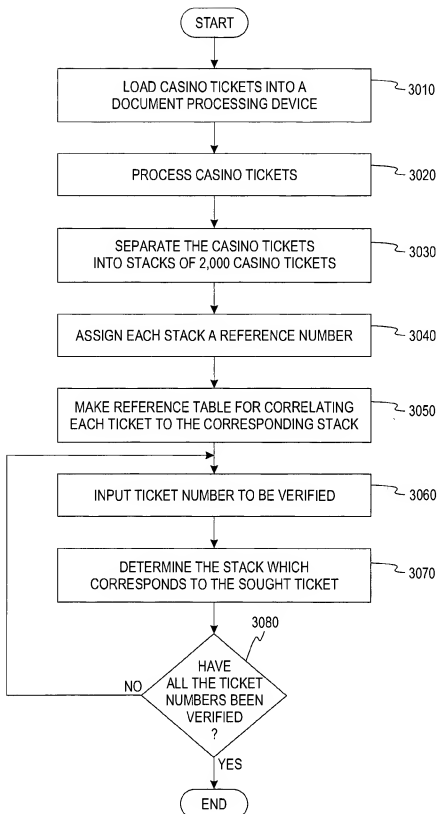 START
LOAD CASINO TICKETS INTO A
DOCUMENT PROCESSING DEVICE
3010
PROCESS CASINO TICKETS
3020
SEPARATE THE CASINO TICKETS
INTO STACKS OF 2,000 CASINO TICKETS
3030
ASSIGN EACH STACK A REFERENCE NUMBER
3040
MAKE REFERENCE TABLE FOR CORRELATING
EACH TICKET TO THE CORRESPONDING STACK
3050
INPUT TICKET NUMBER TO BE VERIFIED
3060
DETERMINE THE STACK WHICH
CORRESPONDS TO THE SOUGHT TICKET
3070
3080
HAVE
ALL THE TICKET
NUMBERS BEEN
VERIFIED
?
NO
YES
END